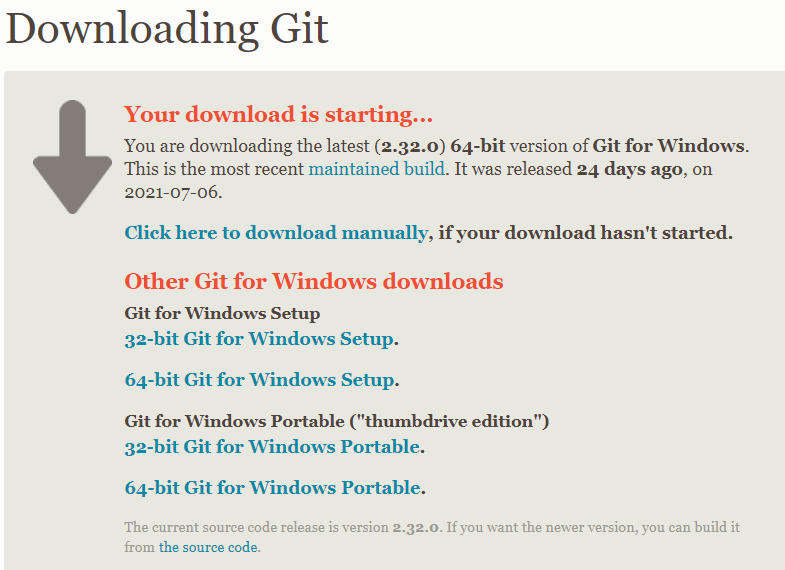 Downloading Git
Your download is starting...
You are downloading the latest (2.32.0) 64-bit version of Git for Windows.
This is the most recent maintained build. It was released 24 days ago, on
2021-07-06.
Click here to download manually, if your download hasn't started.
Other Git for Windows downloads
Git for Windows Setup
32-bit Git for Windows Setup.
64-bit Git for Windows Setup.
Git for Windows Portable ("thumbdrive edition")
32-bit Git for Windows Portable.
64-bit Git for Windows Portable.
The current source code release is version 2.32.0. If you want the newer version, you can build it
from the source code.